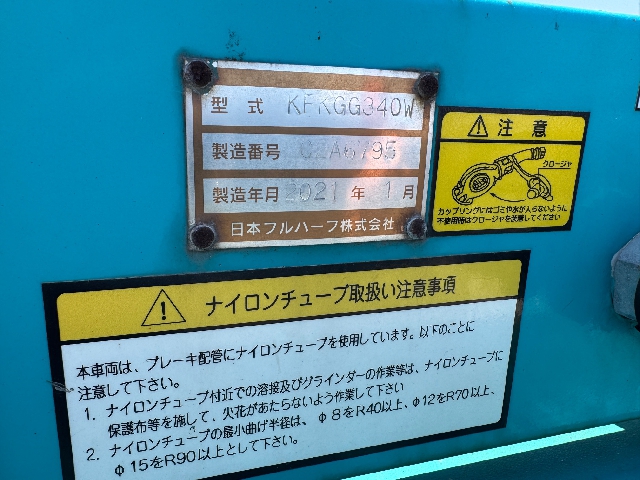 型式 KFKGG340W
製造番号
製造年月 2021年 1月
日本フルハーフ株式会社
注意
クロージャ
カップリングにはゴミや水が入らないように
不使用時はクロージャを装着してください
ナイロンチューブ取扱い注意事項
本車両は、ブレーキ配管にナイロンチューブを使用しています。以下のことに
注意して下さい。
1. ナイロンチューブ付近での溶接及びグラインダーの作業等は、ナイロンチューブに
保護布等を施して、火花があたらないよう作業して下さい
2. ナイロンチューブの最小曲げ半径は、φ8をR40以上、φ12をR70以上、
φ15をR90以上として下さい。